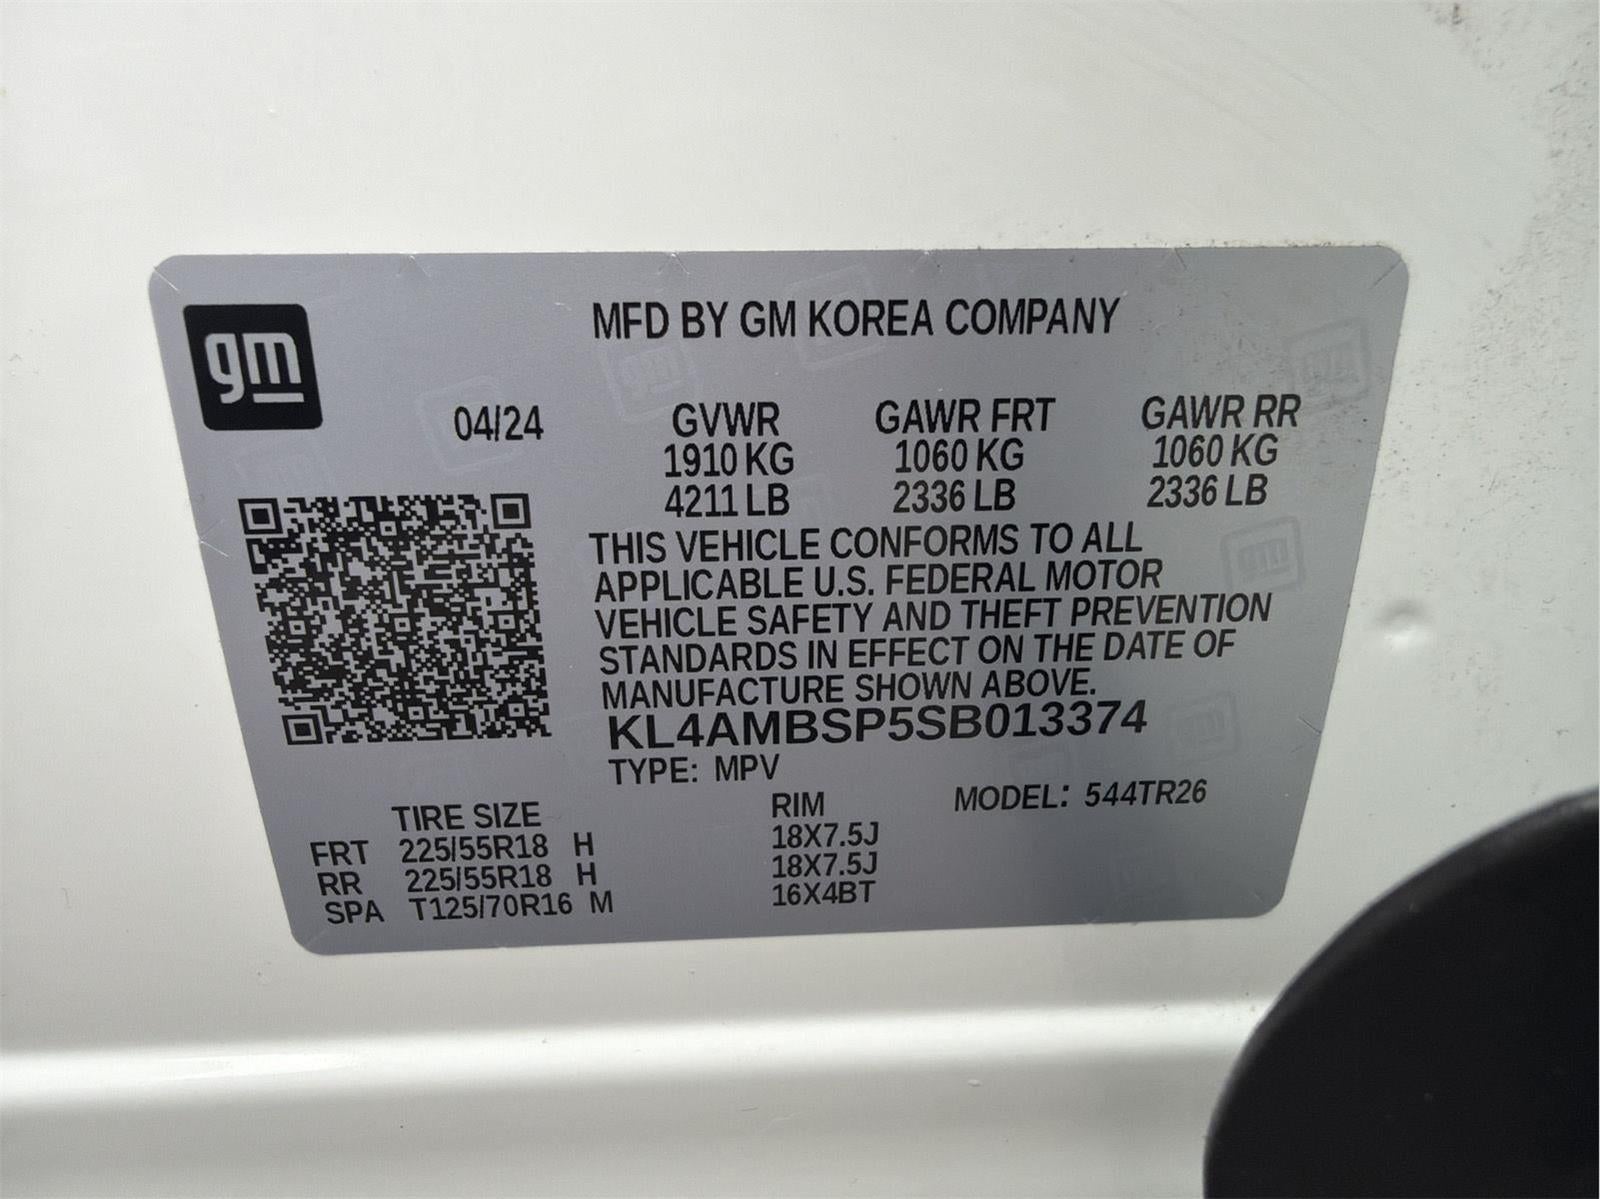 gm
MFD BY GM KOREA COMPANY
04/24 GVWR GAWR FRT GAWR RR
1910 KG 1060 KG 1060 KG
4211 LB 2336 LB 2336 LB
THIS VEHICLE CONFORMS TO ALL
APPLICABLE U.S. FEDERAL MOTOR
VEHICLE SAFETY AND THEFT PREVENTION
STANDARDS IN EFFECT ON THE DATE OF
MANUFACTURE SHOWN ABOVE.
KL4AMBSP5SB013374
TYPE: MPV
TIRE SIZE RIM MODEL: 544TR26
FRT 225/55R18 H 18X7.5J
RR 225/55R18 H 18X7.5J
SPA T125/70R16 M 16X4BT